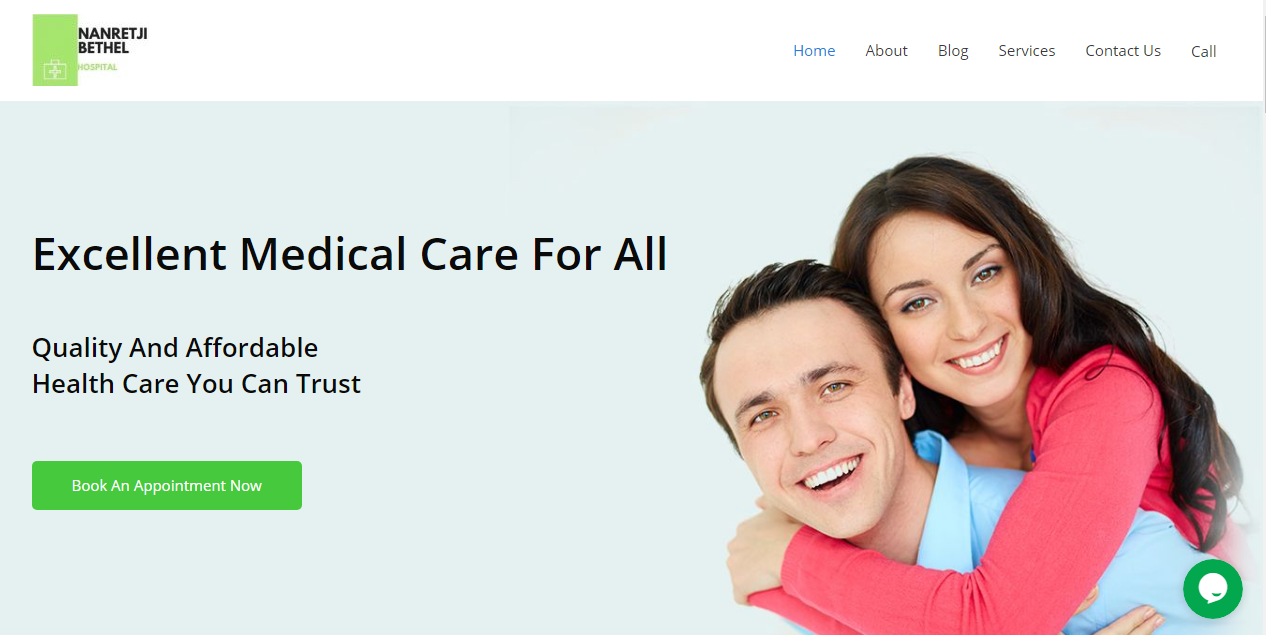 NANRETJI
BETHEL
HOSPITAL
Home
About
Blog
Services
Contact Us
Call
Excellent Medical Care For All
Quality And Affordable
Health Care You Can Trust
Book An Appointment Now